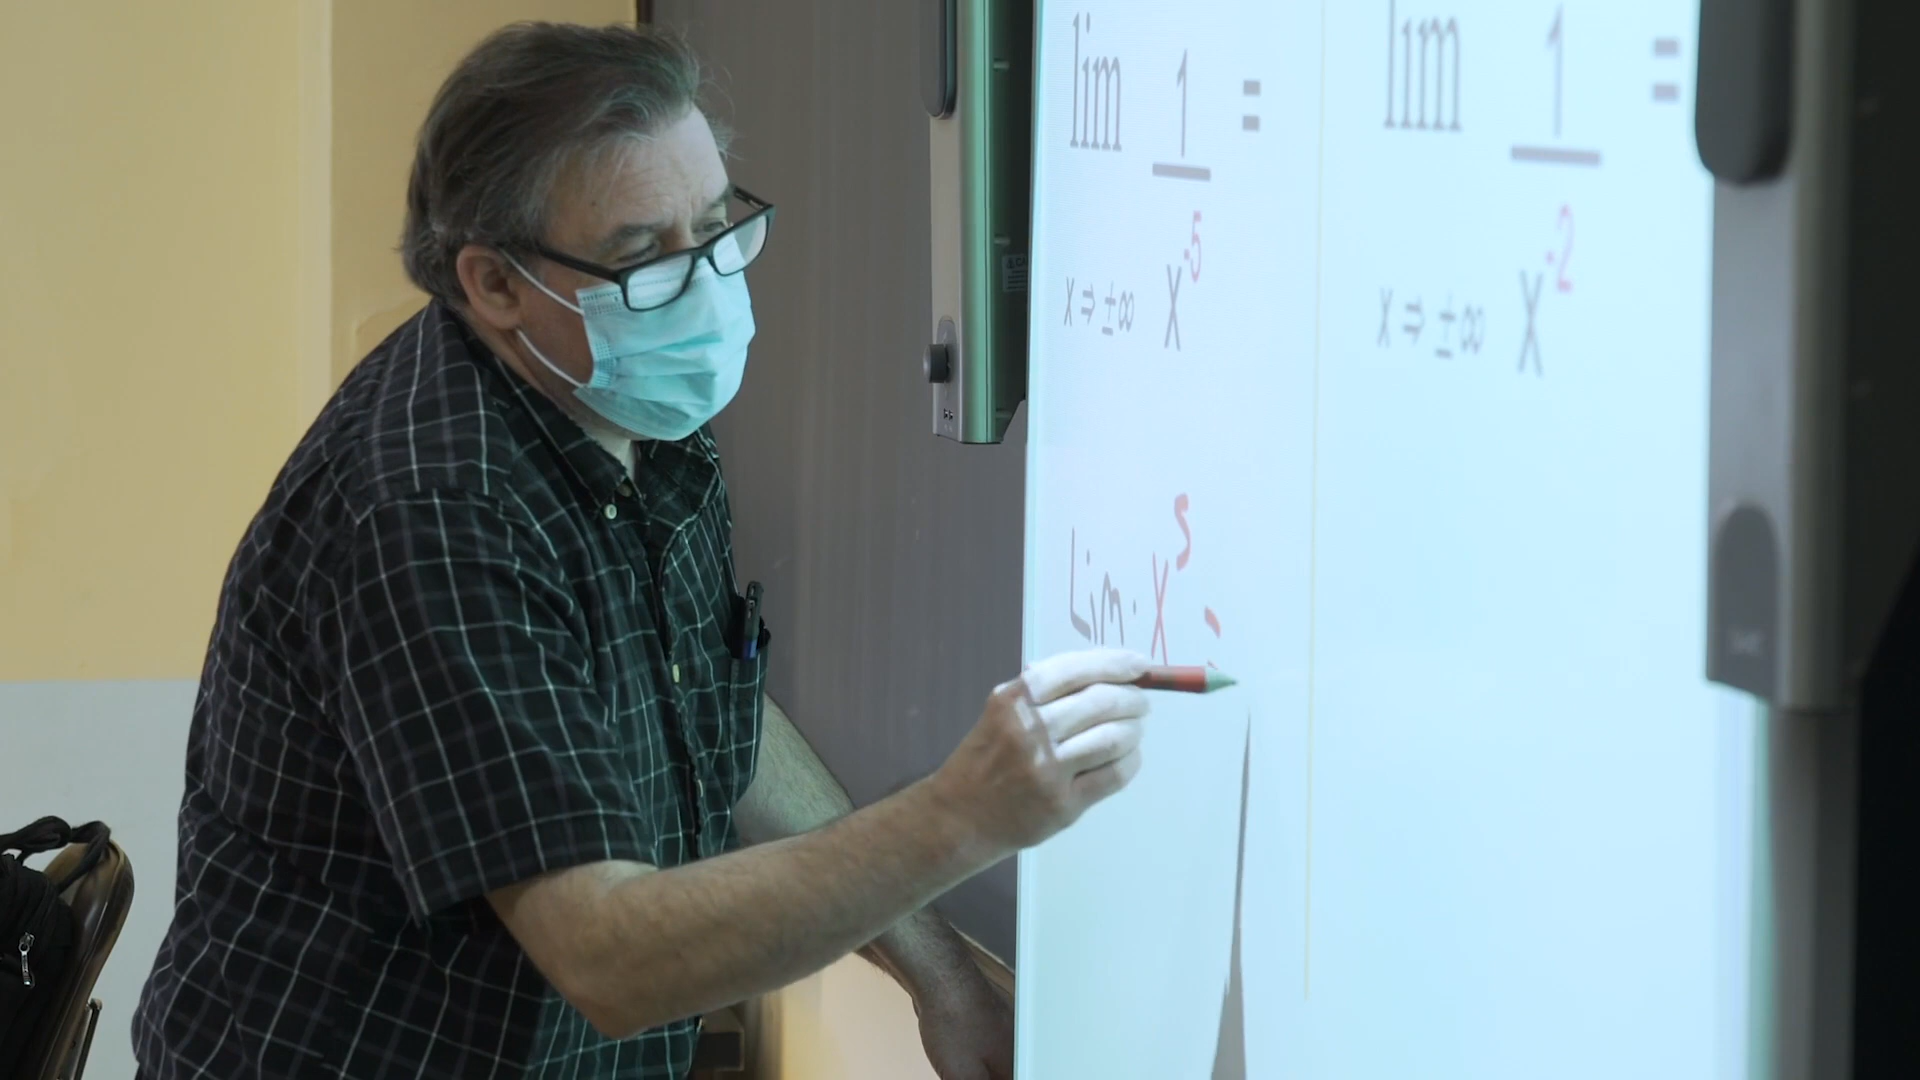 lim 1 =
x ⇒ ±∞ x^-5
lim 1 =
x ⇒ ±∞ x^-2
Lim. x^5